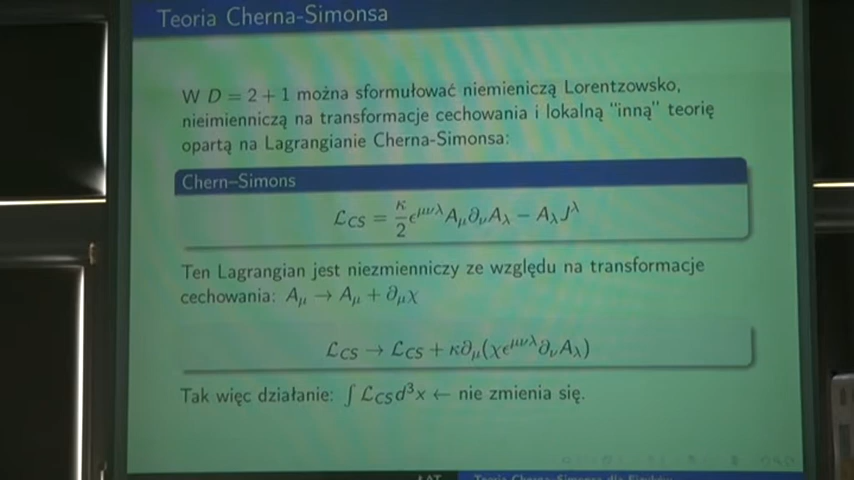 Teoria Cherna-Simonsa
W D = 2 + 1 można sformułować niemieniczą Lorentzowsko,
nieimienniczą na transformacje cechowania i lokalną "inną" teorię
opartą na Lagrangianie Cherna-Simonsa:
Chern–Simons
ℒ_CS = κ/2 ϵ^{μνλ} A_μ ∂_ν A_λ − A_λ J^λ
Ten Lagrangian jest niezmienniczy ze względu na transformacje
cechowania: A_μ → A_μ + ∂_μ χ
ℒ_CS → ℒ_CS + κ∂_μ(χϵ^{μνλ}∂_ν A_λ)
Tak więc działanie: ∫ ℒ_CS d³x ← nie zmienia się.